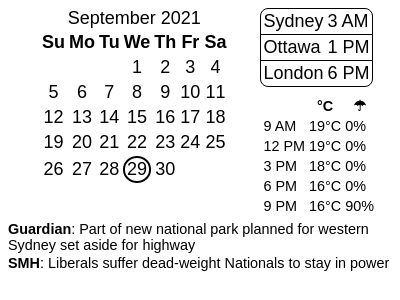 September 2021
Su Mo Tu We Th Fr Sa
1 2 3 4
5 6 7 8 9 10 11
12 13 14 15 16 17 18
19 20 21 22 23 24 25
26 27 28 29 30
Sydney 3 AM
Ottawa 1 PM
London 6 PM
°C ☂
9 AM 19°C 0%
12 PM 19°C 0%
3 PM 18°C 0%
6 PM 16°C 0%
9 PM 16°C 90%
Guardian: Part of new national park planned for western
Sydney set aside for highway
SMH: Liberals suffer dead-weight Nationals to stay in power